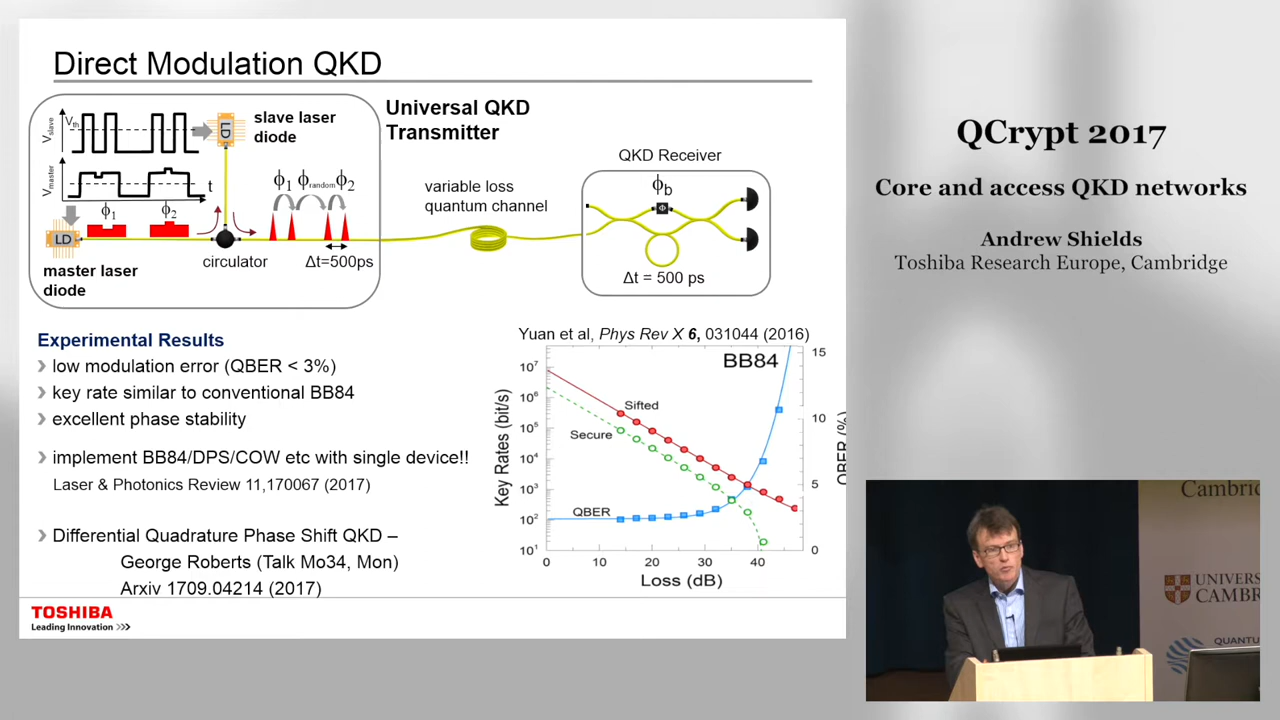 Direct Modulation QKD
Vslave
Vth
LD
slave laser
diode
Vmaster
t
ϕ1
ϕ2
LD
master laser
diode
circulator
ϕ1 ϕrandom ϕ2
Δt=500ps
Universal QKD
Transmitter
variable loss
quantum channel
QKD Receiver
ϕb
Φ
Δt = 500 ps
Experimental Results
low modulation error (QBER < 3%)
key rate similar to conventional BB84
excellent phase stability
implement BB84/DPS/COW etc with single device!!
Laser & Photonics Review 11,170067 (2017)
Differential Quadrature Phase Shift QKD –
George Roberts (Talk Mo34, Mon)
Arxiv 1709.04214 (2017)
Yuan et al, Phys Rev X 6, 031044 (2016)
BB84
Key Rates (bit/s)
10⁷
10⁶
10⁵
10⁴
10³
10²
10¹
Sifted
Secure
QBER
15
10
5
0
QBER (%)
0 10 20 30 40
Loss (dB)
TOSHIBA
Leading Innovation >>>
QCrypt 2017
Core and access QKD networks
Andrew Shields
Toshiba Research Europe, Cambridge
Cambridge
UNIVERS
CAMBR
QUANTU